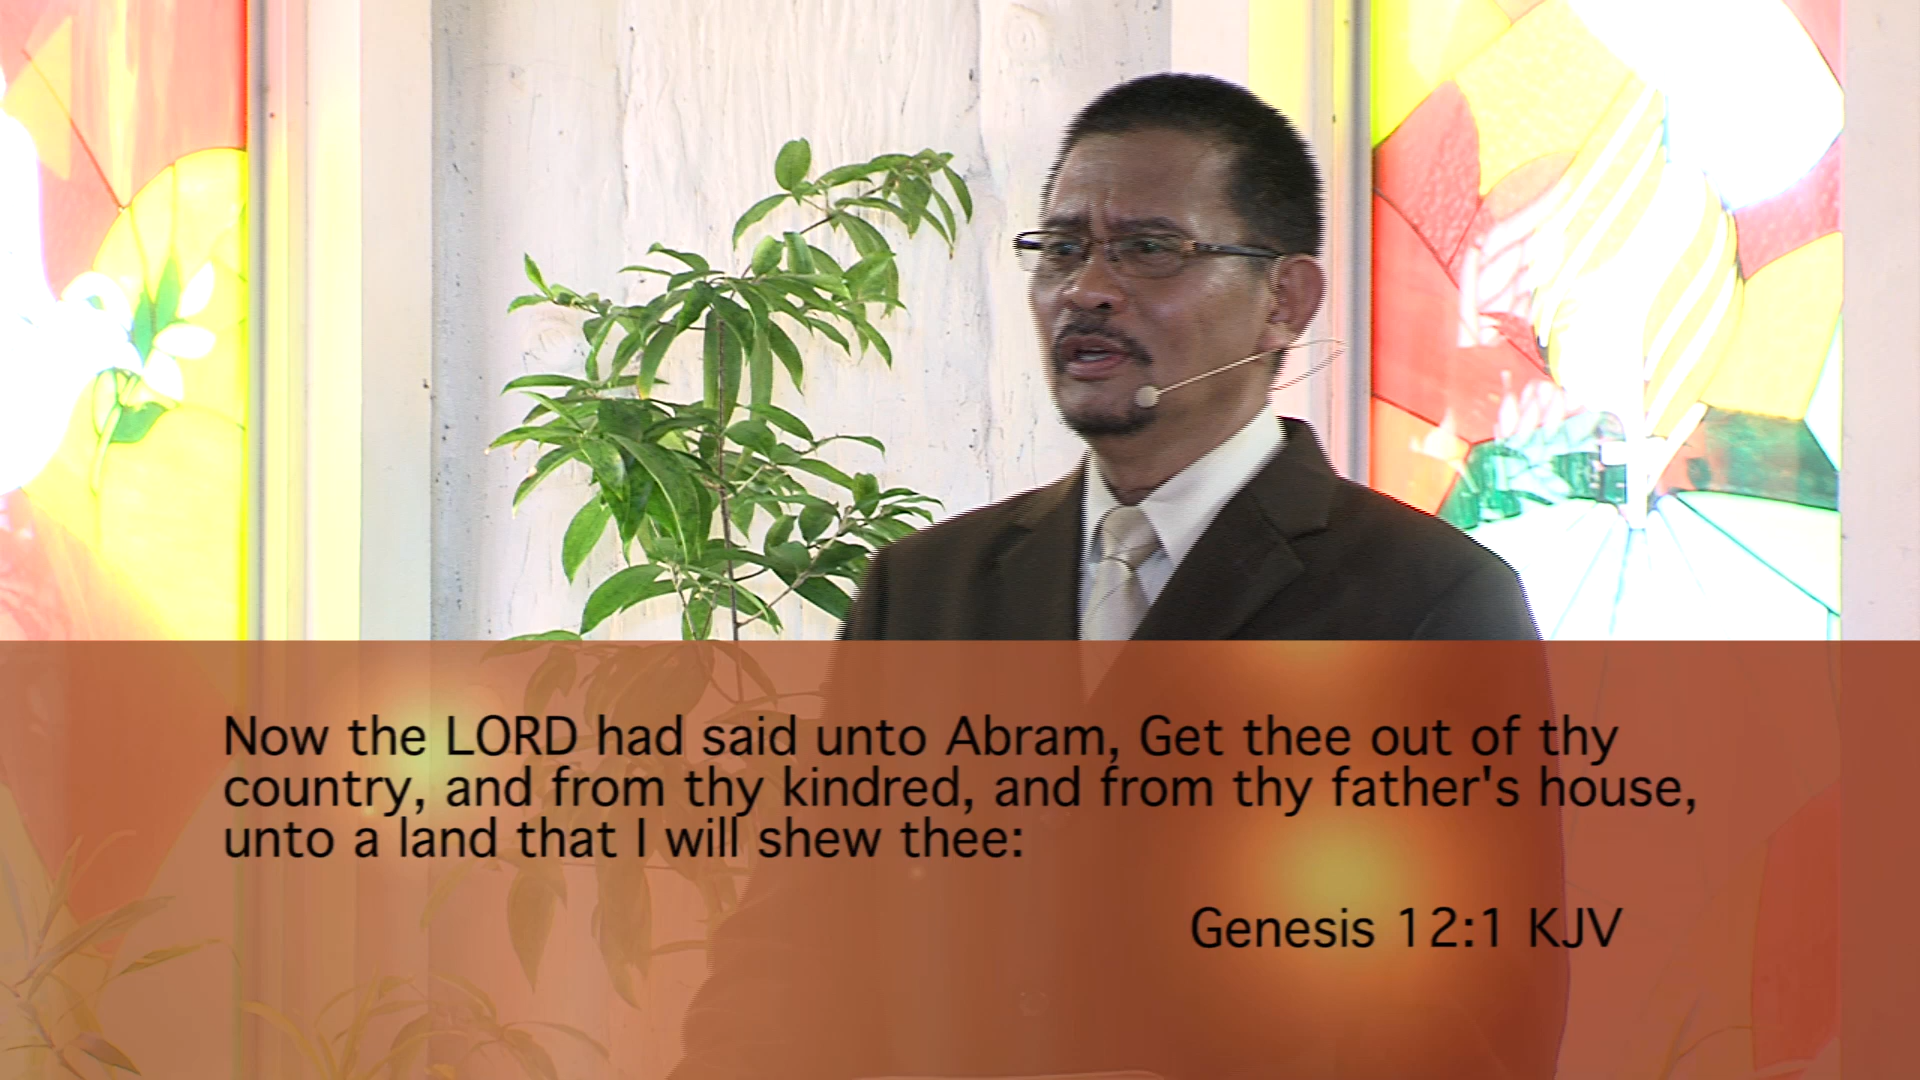 Now the LORD had said unto Abram, Get thee out of thy
country, and from thy kindred, and from thy father's house,
unto a land that I will shew thee:
Genesis 12:1 KJV